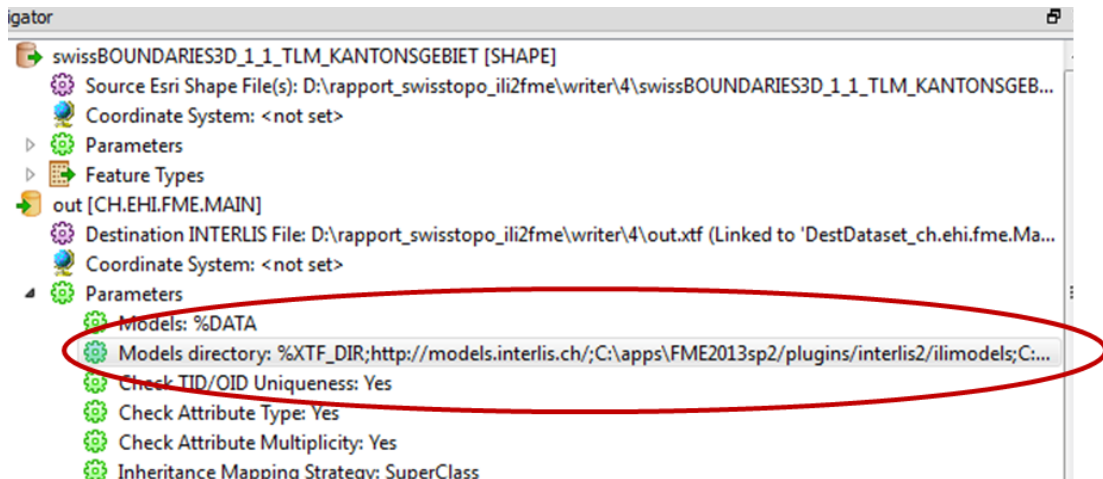 igator
swissBOUNDARIES3D_1_1_TLM_KANTONSGEBIET [SHAPE]
Source Esri Shape File(s): D:\rapport_swisstopo_ili2fme\writer\4\swissBOUNDARIES3D_1_1_TLM_KANTONSGEB...
Coordinate System: <not set>
Parameters
Feature Types
out [CH.EHI.FME.MAIN]
Destination INTERLIS File: D:\rapport_swisstopo_ili2fme\writer\4\out.xtf (Linked to 'DestDataset_ch.ehi.fme.Ma...
Coordinate System: <not set>
Parameters
Models: %DATA
Models directory: %XTF_DIR;http://models.interlis.ch/;C:\apps\FME2013sp2/plugins/interlis2/ilimodels;C:...
Check TID/OID Uniqueness: Yes
Check Attribute Type: Yes
Check Attribute Multiplicity: Yes
Inheritance Mapping Strategy: SuperClass